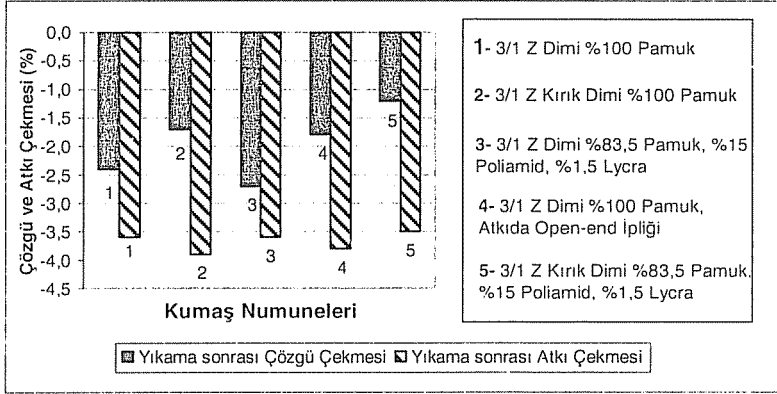 Çözgü ve Atkı Çekmesi (%)
0,0
-0,5
-1,0
-1,5
-2,0
-2,5
-3,0
-3,5
-4,0
-4,5
1
1
2
2
3
3
4
4
5
5
Kumaş Numuneleri
1- 3/1 Z Dimi %100 Pamuk
2- 3/1 Z Kırık Dimi %100 Pamuk
3- 3/1 Z Dimi %83,5 Pamuk, %15
Poliamid, %1,5 Lycra
4- 3/1 Z Dimi %100 Pamuk,
Atkıda Open-end İpliği
5- 3/1 Z Kırık Dimi %83,5 Pamuk,
%15 Poliamid, %1,5 Lycra
Yıkama sonrası Çözgü Çekmesi
Yıkama sonrası Atkı Çekmesi